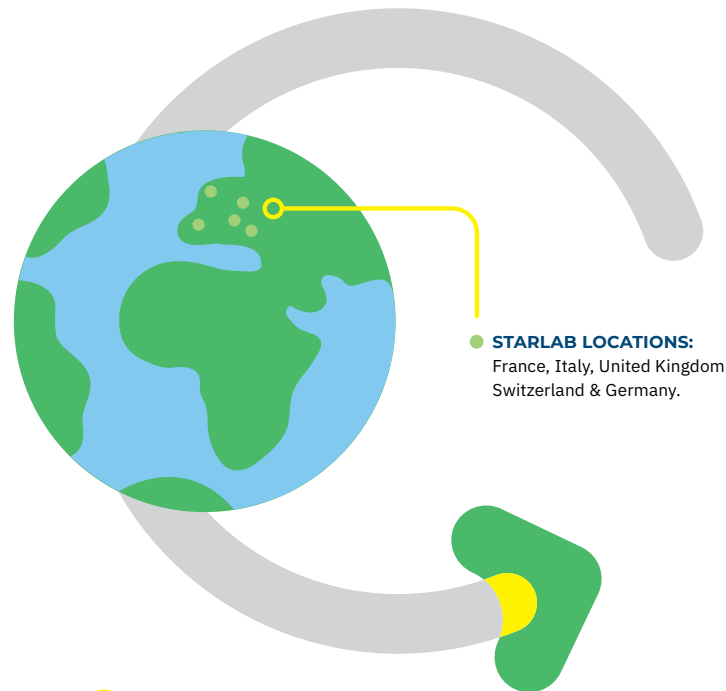 STARLAB LOCATIONS:
France, Italy, United Kingdom
Switzerland & Germany.